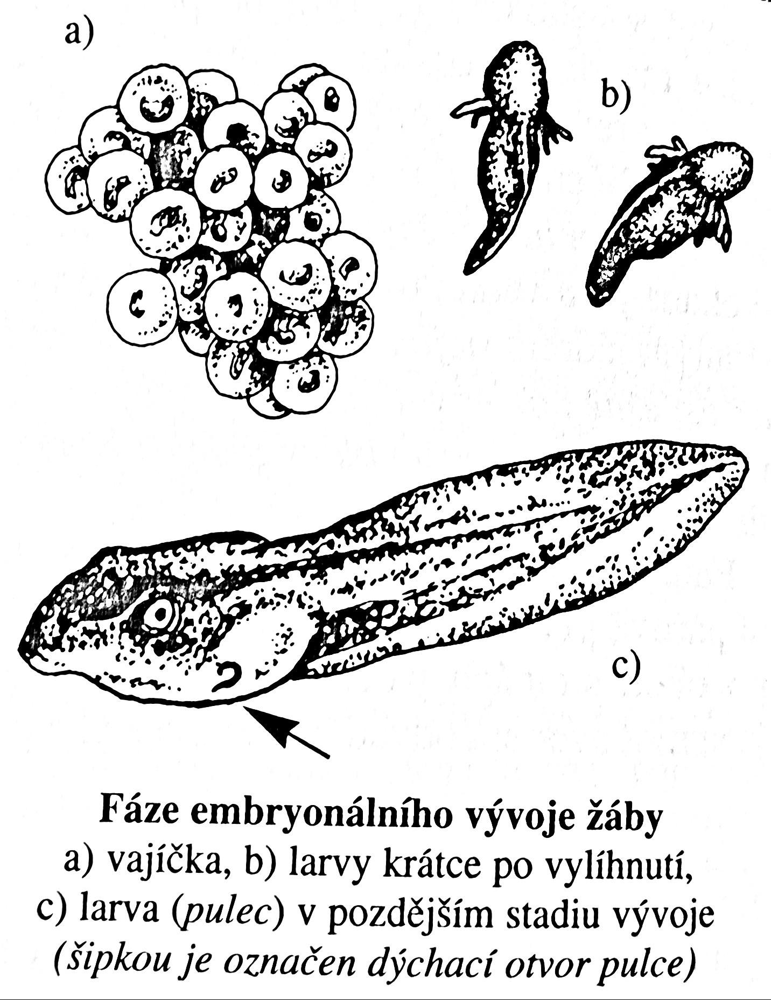 a)
b)
c)
Fáze embryonálního vývoje žáby
a) vajíčka, b) larvy krátce po vylíhnutí,
c) larva (pulec) v pozdějším stadiu vývoje
(šipkou je označen dýchací otvor pulce)